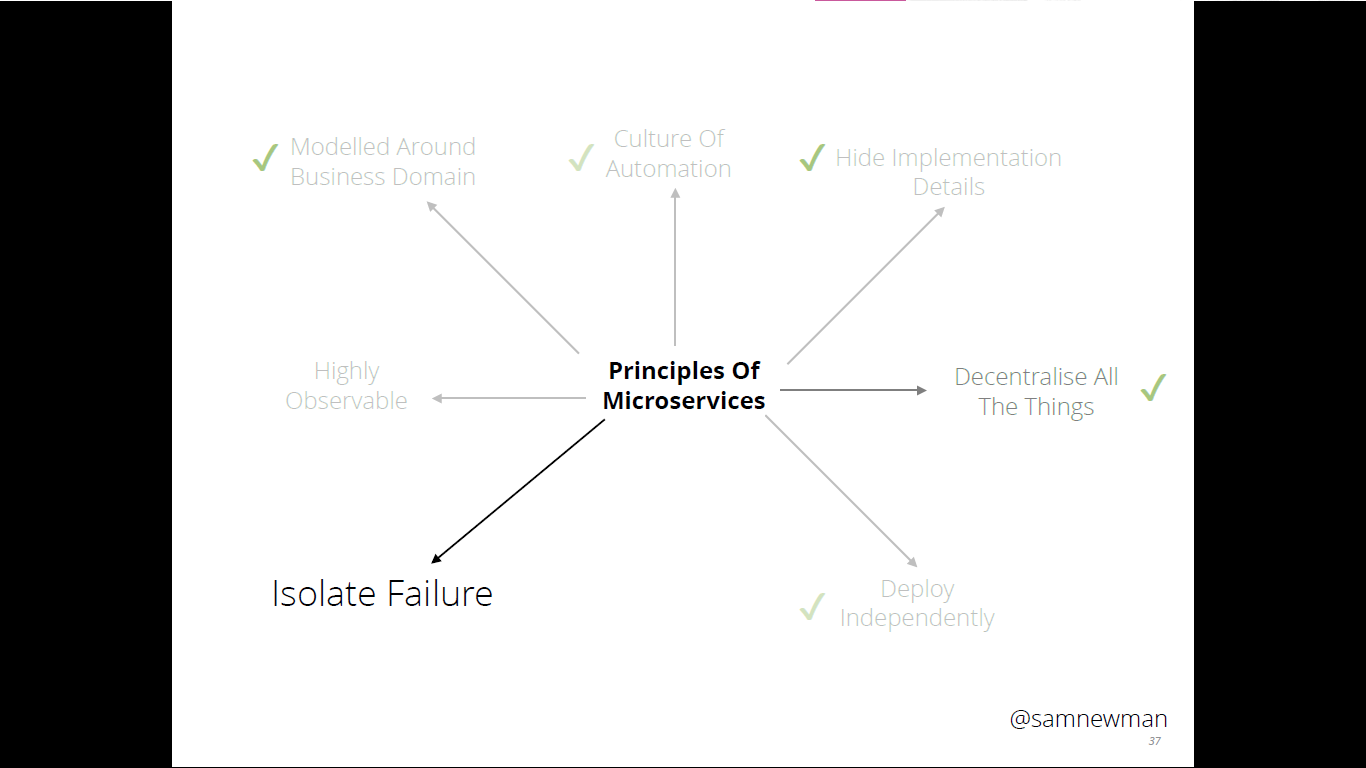 Modelled Around
Business Domain
Culture Of
Automation
Hide Implementation
Details
Highly
Observable
Principles Of
Microservices
Decentralise All
The Things
Isolate Failure
Deploy
Independently
@samnewman
37